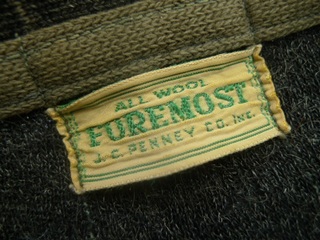 ALL WOOL
FOREMOST
J. C. PENNEY CO. Inc.